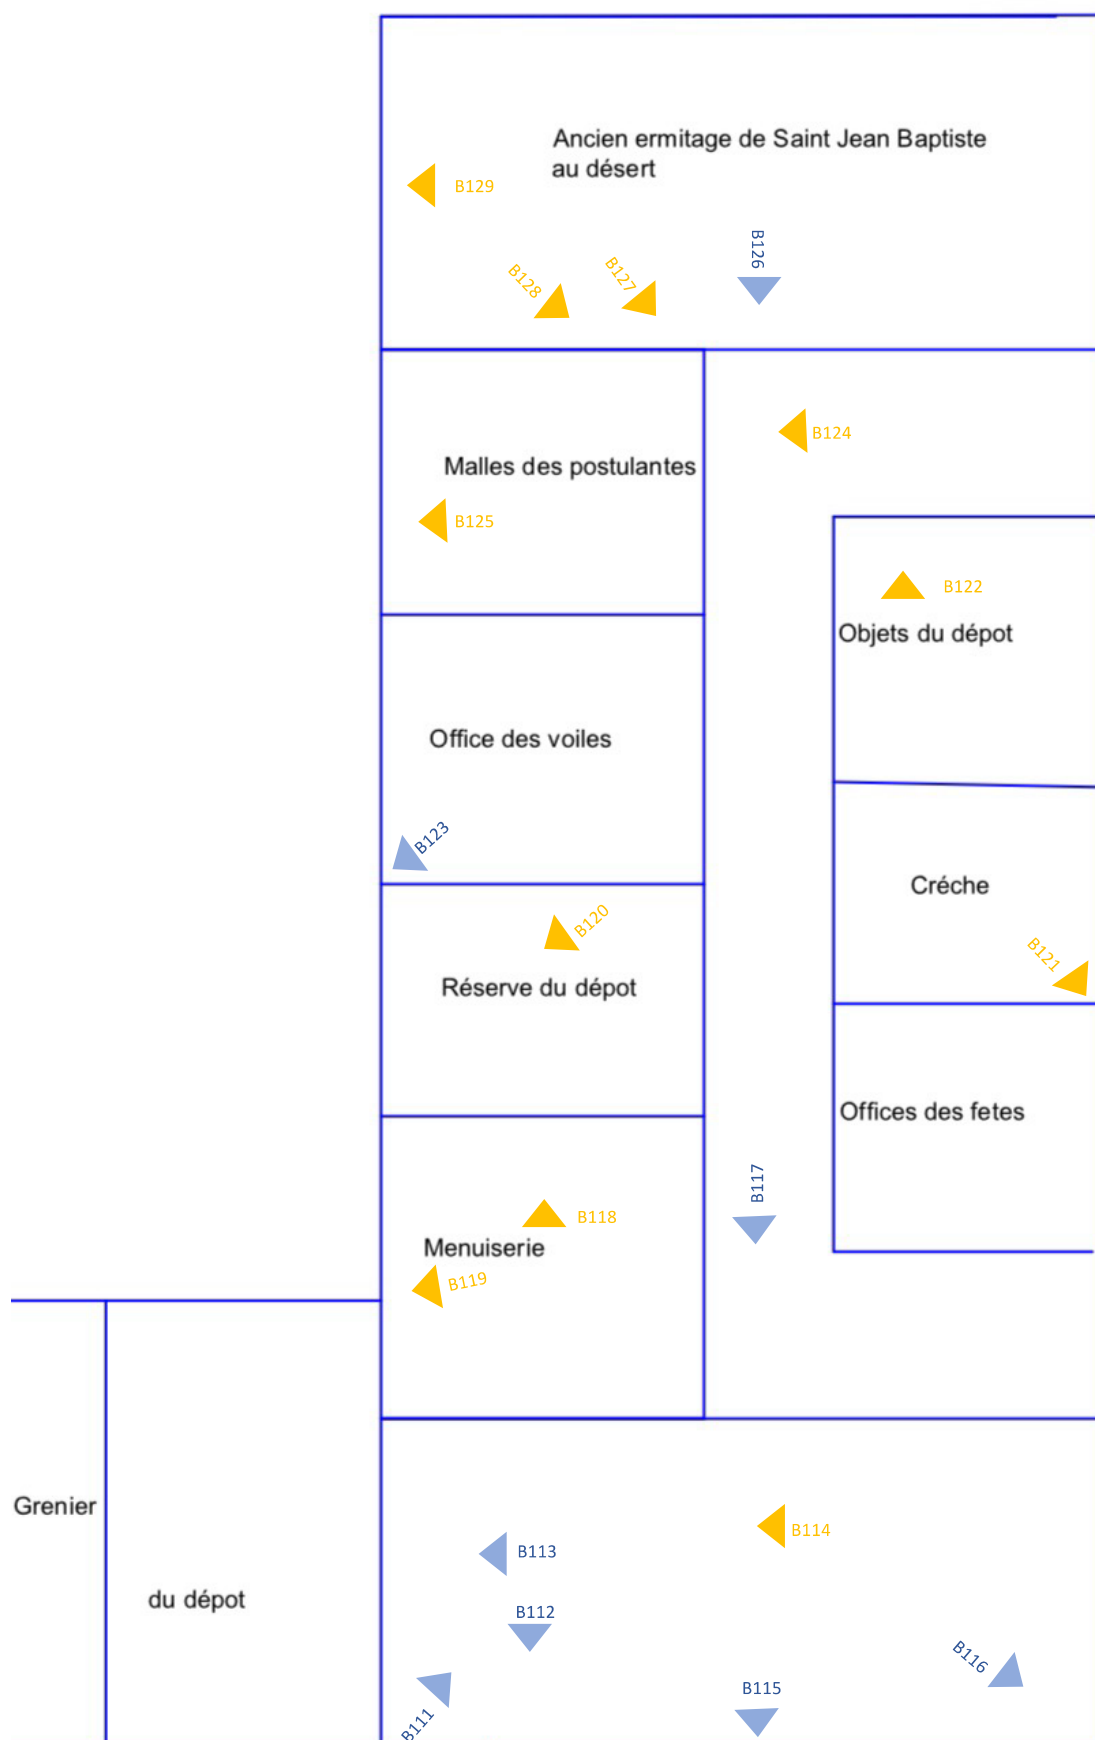 Ancien ermitage de Saint Jean Baptiste
au désert
B129
B126
B128
B127
B124
Malles des postulantes
B125
B122
Objets du dépot
Office des voiles
B123
Créche
B120
B121
Réserve du dépot
Offices des fetes
B117
B118
Menuiserie
B119
Grenier
B114
B113
du dépot
B112
B116
B115
B111